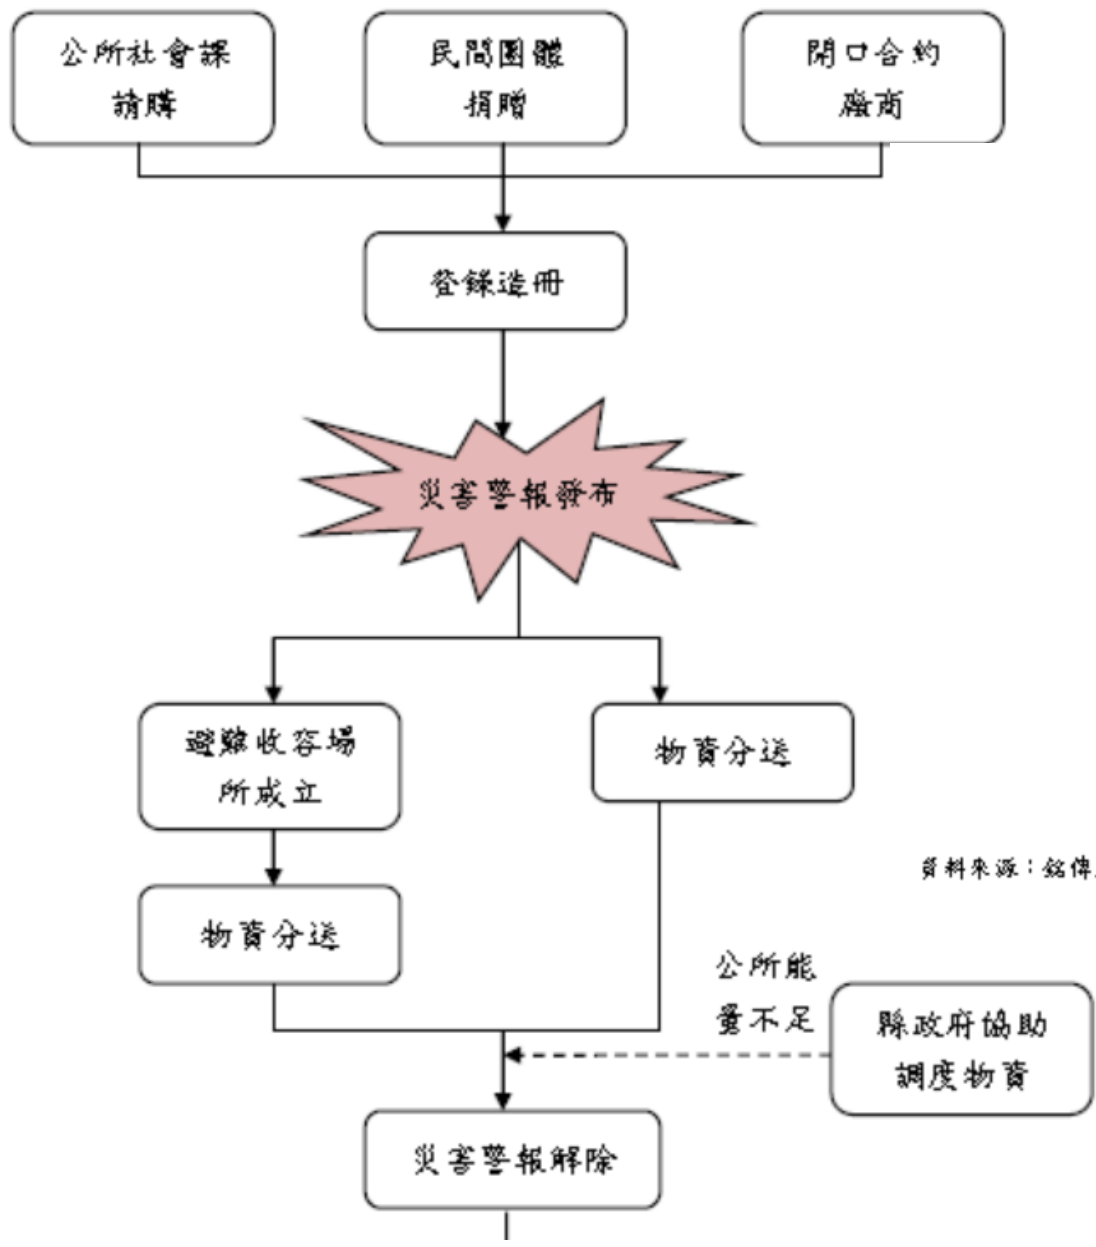 公所社會課
請購
民間團體
捐贈
開口合約
廠商
登錄造冊
災害警報發布
避難收容場
所成立
物資分送
物資分送
資料來源：銘傳
公所能
量不足
縣政府協助
調度物資
災害警報解除